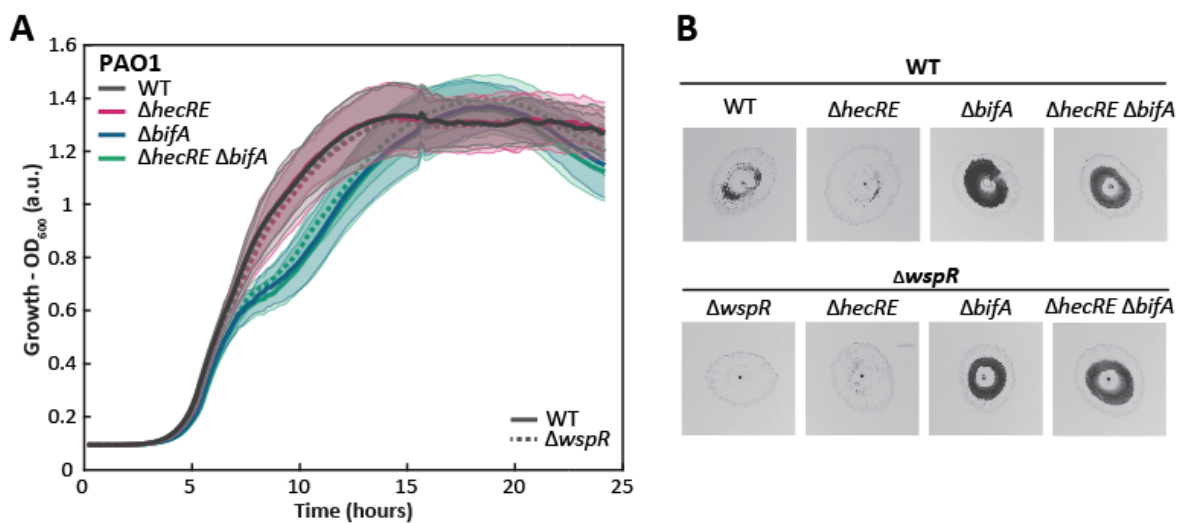 A
PAO1
WT
ΔhecRE
ΔbifA
ΔhecRE ΔbifA
1.6
1.4
1.2
1
0.8
0.6
0.4
0.2
0
Growth - OD600 (a.u.)
WT
ΔwspR
0 5 10 15 20 25
Time (hours)
B
WT
WT ΔhecRE ΔbifA ΔhecRE ΔbifA
ΔwspR
ΔwspR ΔhecRE ΔbifA ΔhecRE ΔbifA